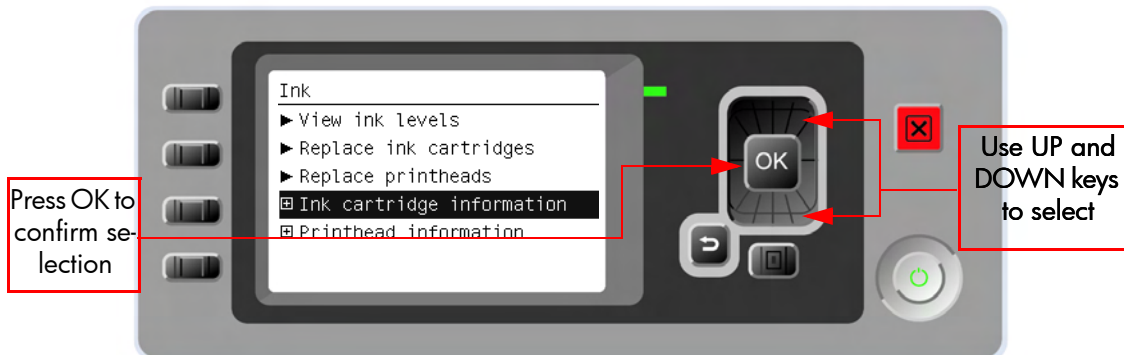 Ink
▶ View ink levels
▶ Replace ink cartridges
▶ Replace printheads
⊞ Ink cartridge information
⊞ Printhead information
OK
Press OK to
confirm se-
lection
Use UP and
DOWN keys
to select